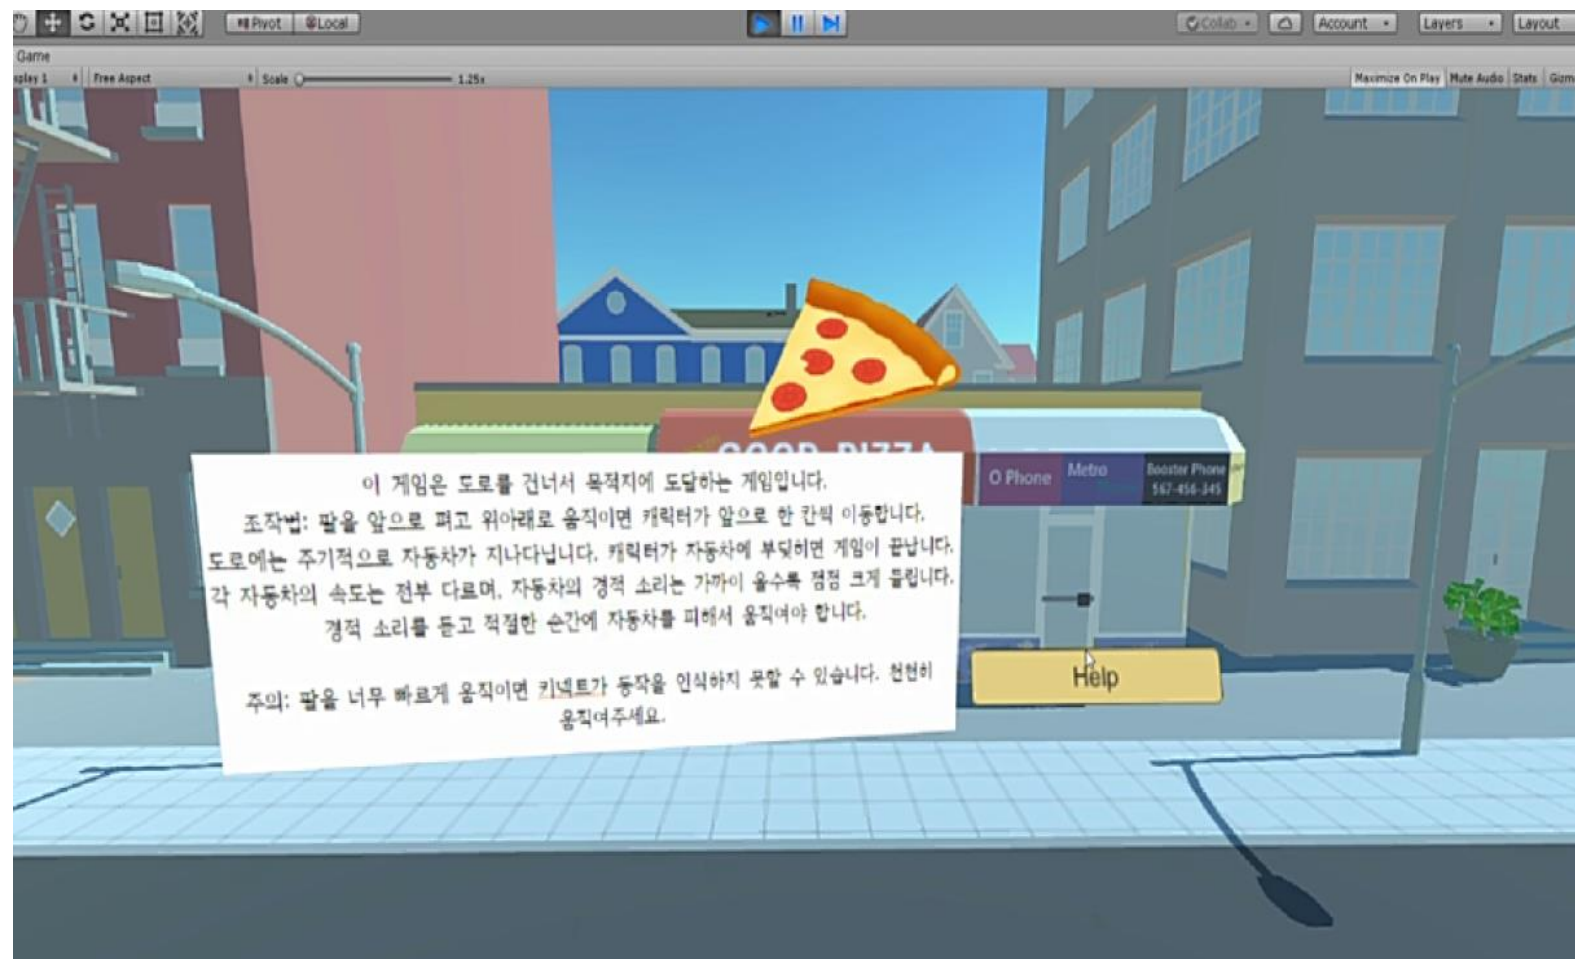 Pivot Local Collab Account Layers Layout
Game
Free Aspect Scale 1.25x Maximize On Play Mute Audio Stats
GOOD PIZZA
O Phone Metro Booster Phone
567-456-345
이 게임은 도로를 건너서 목적지에 도달하는 게임입니다.
조작법: 팔을 앞으로 펴고 위아래로 움직이면 캐릭터가 앞으로 한 칸씩 이동합니다.
도로에는 주기적으로 자동차가 지나다닙니다. 캐릭터가 자동차에 부딪히면 게임이 끝납니다.
각 자동차의 속도는 전부 다르며, 자동차의 경적 소리는 가까이 올수록 점점 크게 들립니다.
경적 소리를 듣고 적절한 순간에 자동차를 피해서 움직여야 합니다.
주의: 팔을 너무 빠르게 움직이면 키넥트가 동작을 인식하지 못할 수 있습니다. 천천히
움직여주세요.
Help